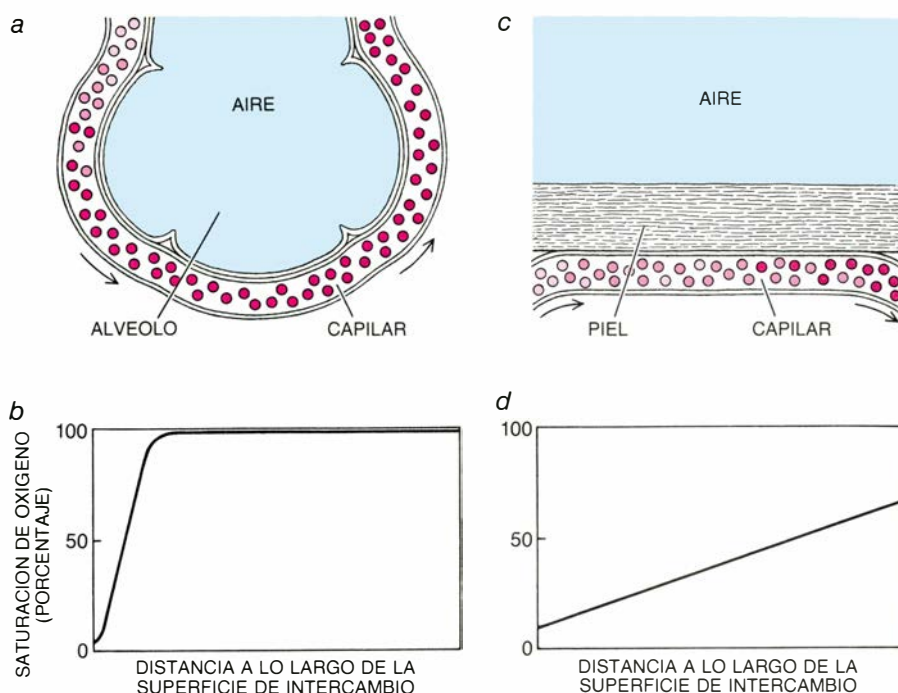 a
AIRE
ALVEOLO
CAPILAR
c
AIRE
PIEL
CAPILAR
b
SATURACION DE OXIGENO
(PORCENTAJE)
100
50
0
DISTANCIA A LO LARGO DE LA
SUPERFICIE DE INTERCAMBIO
d
100
50
0
DISTANCIA A LO LARGO DE LA
SUPERFICIE DE INTERCAMBIO